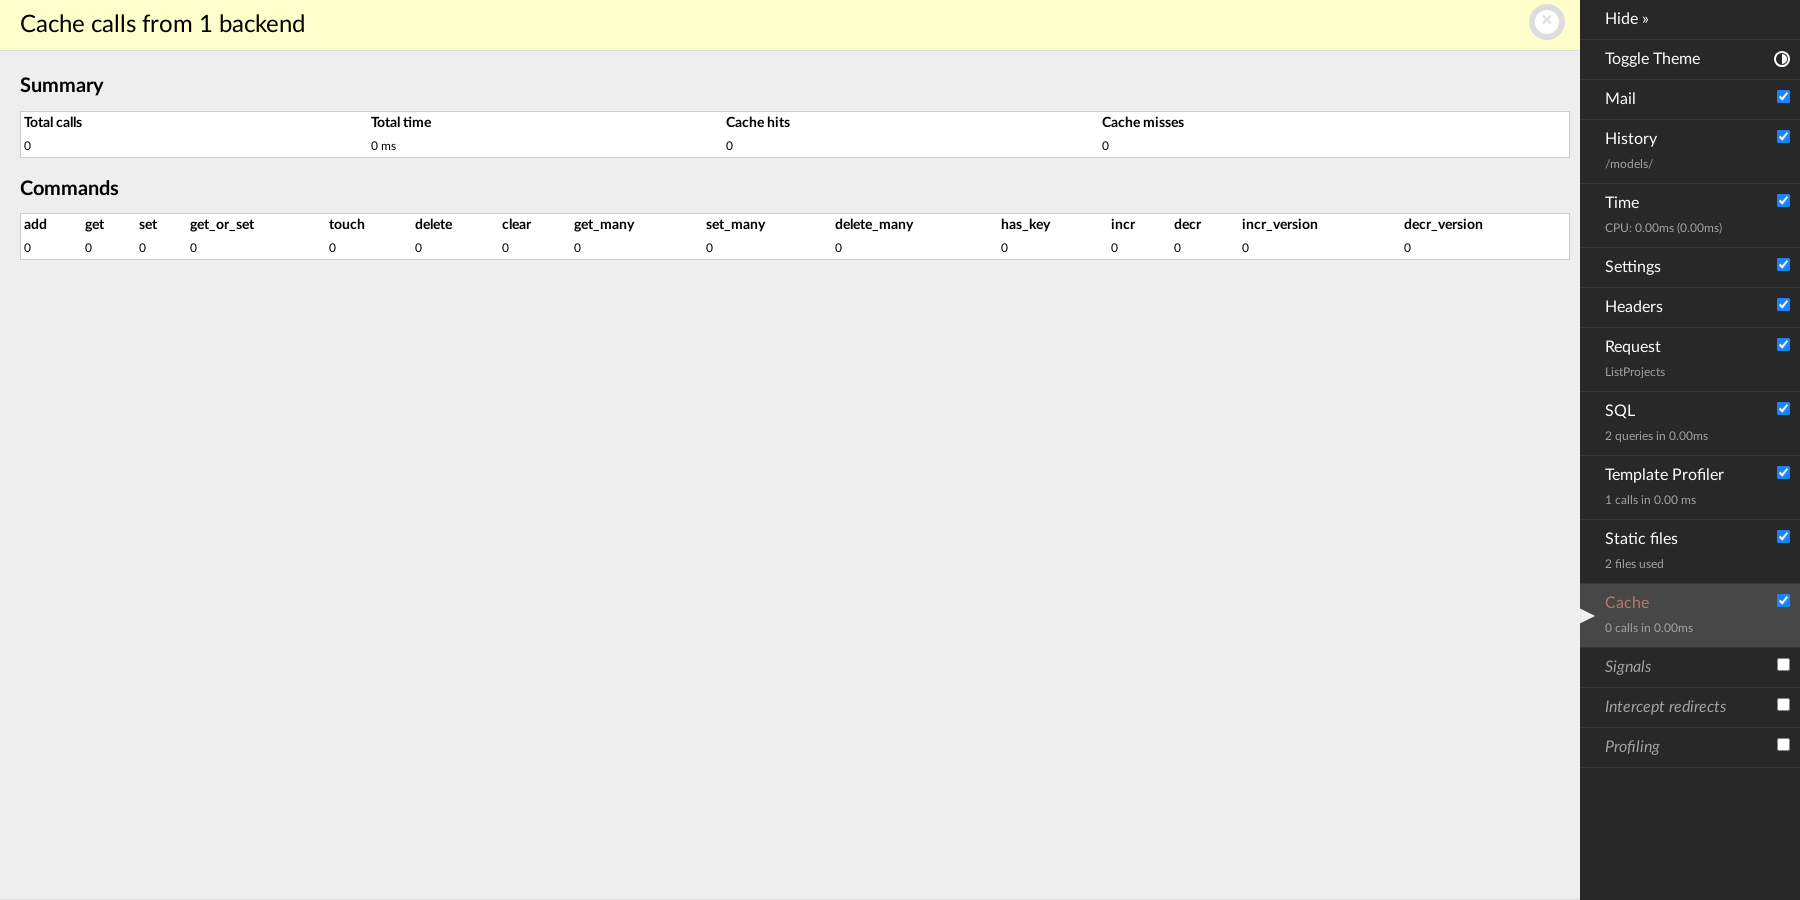 Cache calls from 1 backend
Summary
Total calls Total time Cache hits Cache misses
0 0 ms 0 0
Commands
add get set get_or_set touch delete clear get_many set_many delete_many has_key incr decr incr_version decr_version
0 0 0 0 0 0 0 0 0 0 0 0 0 0 0
Hide »
Toggle Theme
Mail
History
/models/
Time
CPU: 0.00ms (0.00ms)
Settings
Headers
Request
ListProjects
SQL
2 queries in 0.00ms
Template Profiler
1 calls in 0.00 ms
Static files
2 files used
Cache
0 calls in 0.00ms
Signals
Intercept redirects
Profiling